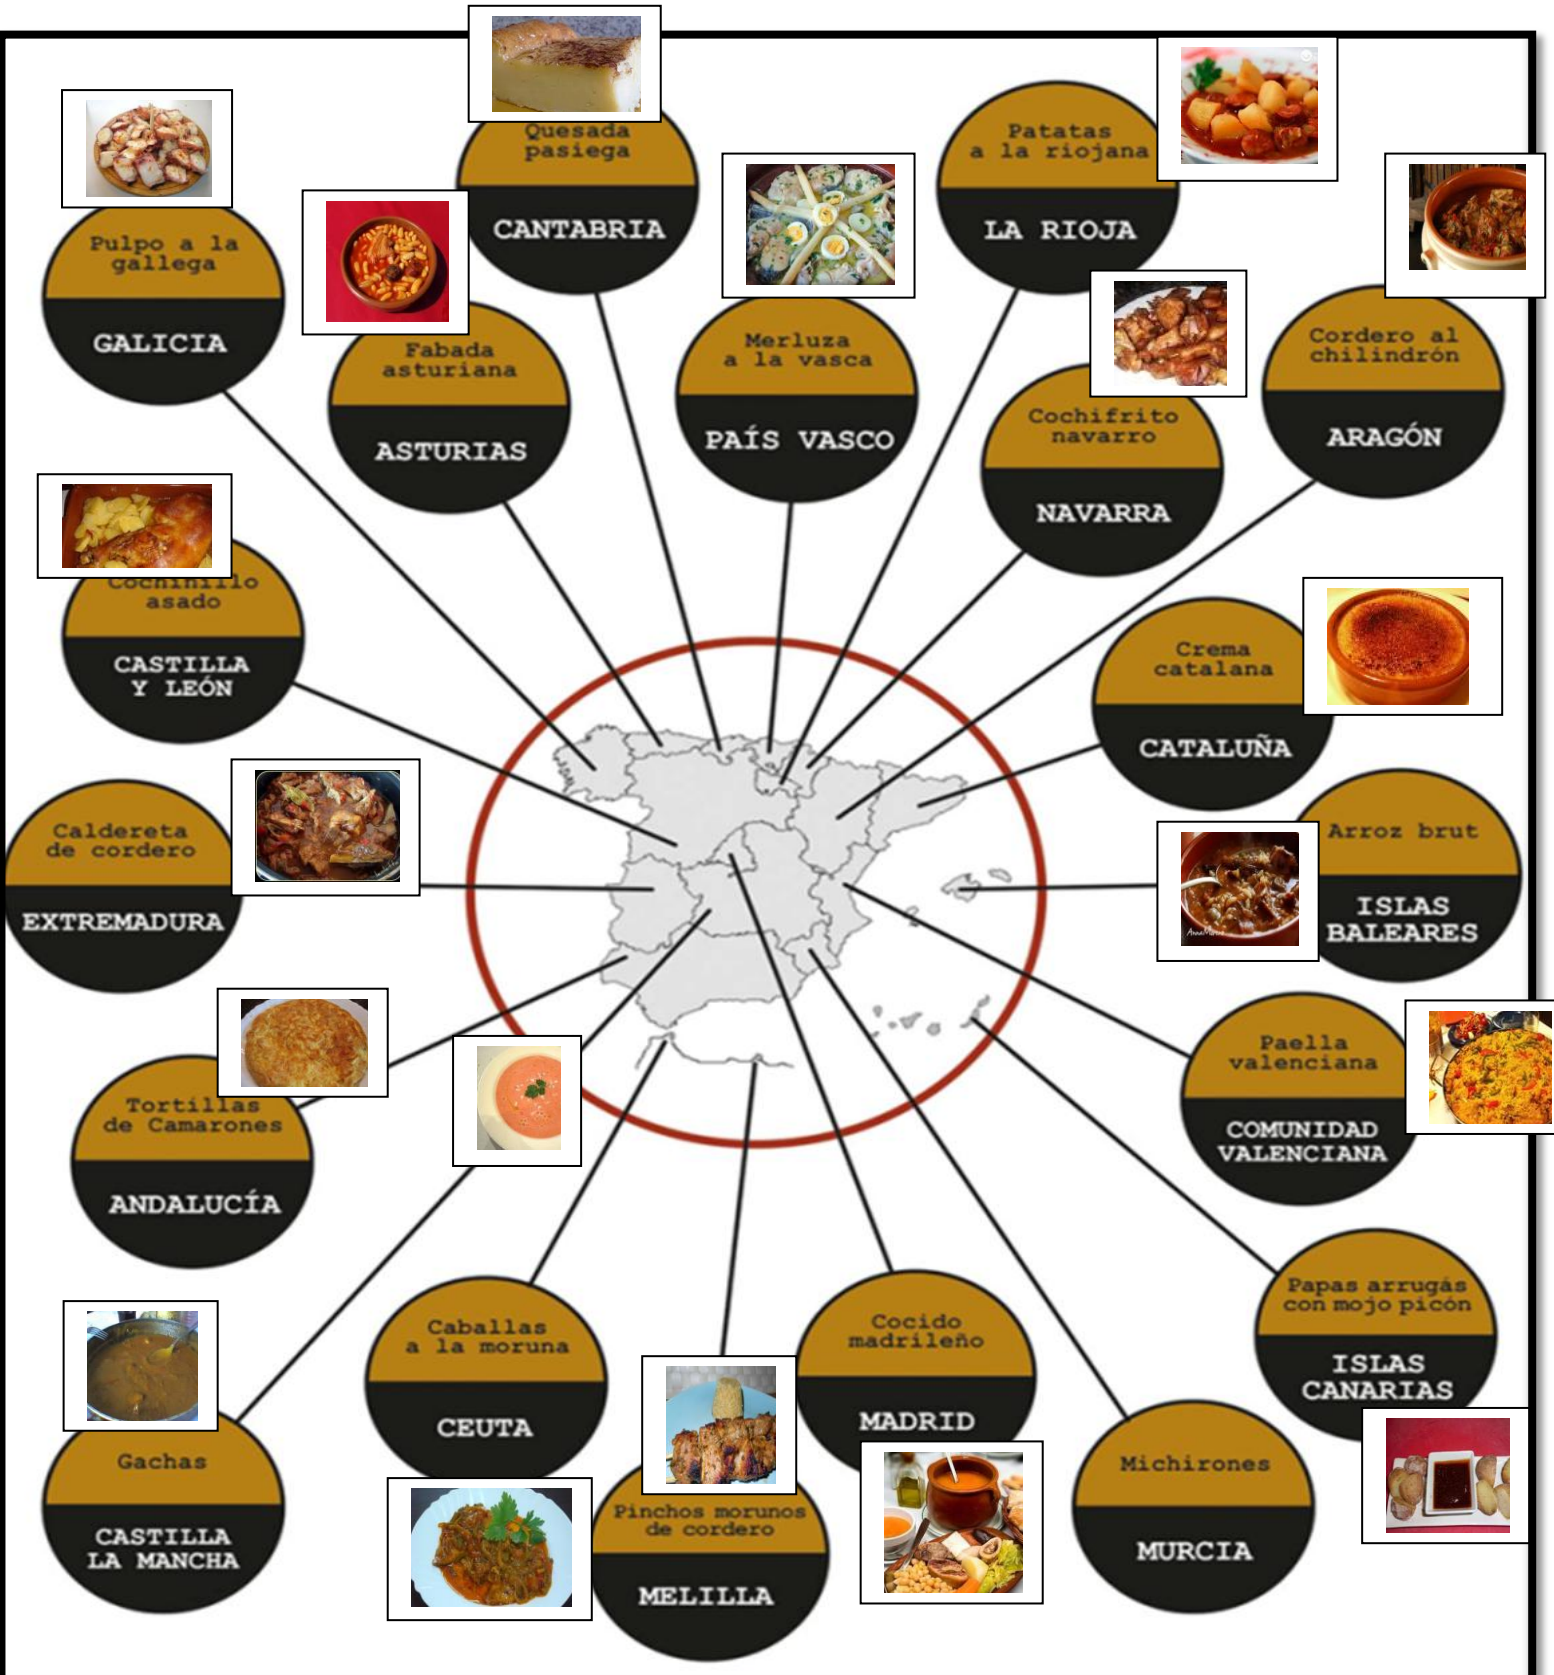 Quesada
pasiega
CANTABRIA
Patatas
a la riojana
LA RIOJA
Pulpo a la
gallega
GALICIA
Fabada
asturiana
ASTURIAS
Merluza
a la vasca
PAÍS VASCO
Cochifrito
navarro
NAVARRA
Cordero al
chilindrón
ARAGÓN
Cochinillo
asado
CASTILLA
Y LEÓN
Crema
catalana
CATALUÑA
Caldereta
de cordero
EXTREMADURA
Arroz brut
ISLAS
BALEARES
Tortillas
de Camarones
ANDALUCÍA
Paella
valenciana
COMUNIDAD
VALENCIANA
Gachas
CASTILLA
LA MANCHA
Caballas
a la moruna
CEUTA
Pinchos morunos
de cordero
MELILLA
Cocido
madrileño
MADRID
Michirones
MURCIA
Papas arrugás
con mojo picón
ISLAS
CANARIAS